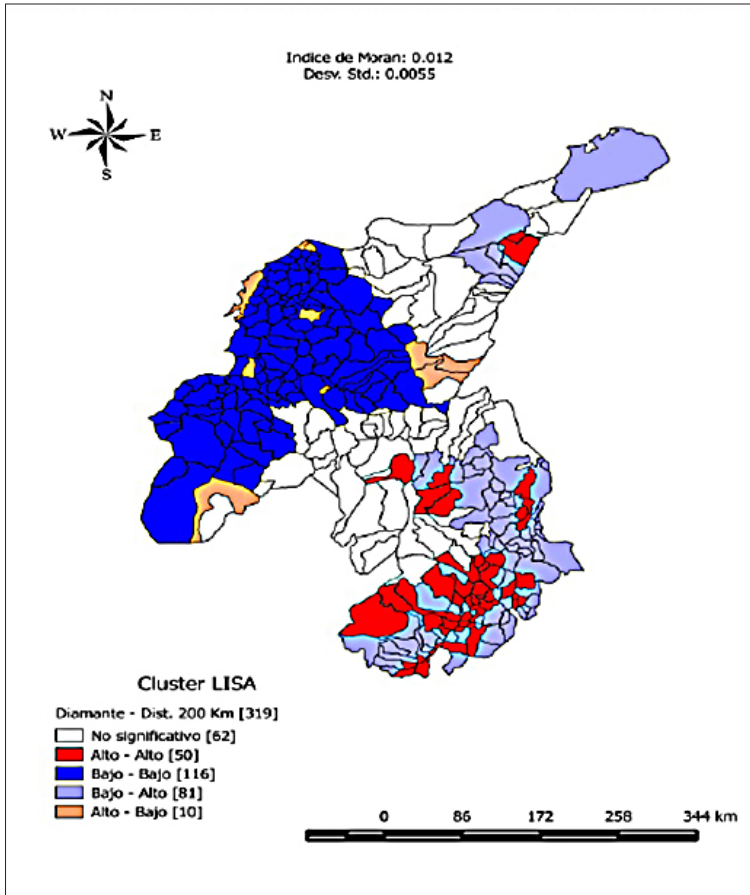 Indice de Moran: 0.012
Desv. Std.: 0.0055
N
W E
S
Cluster LISA
Diamante - Dist. 200 Km [319]
No significativo [62]
Alto - Alto [50]
Bajo - Bajo [116]
Bajo - Alto [81]
Alto - Bajo [10]
0 86 172 258 344 km